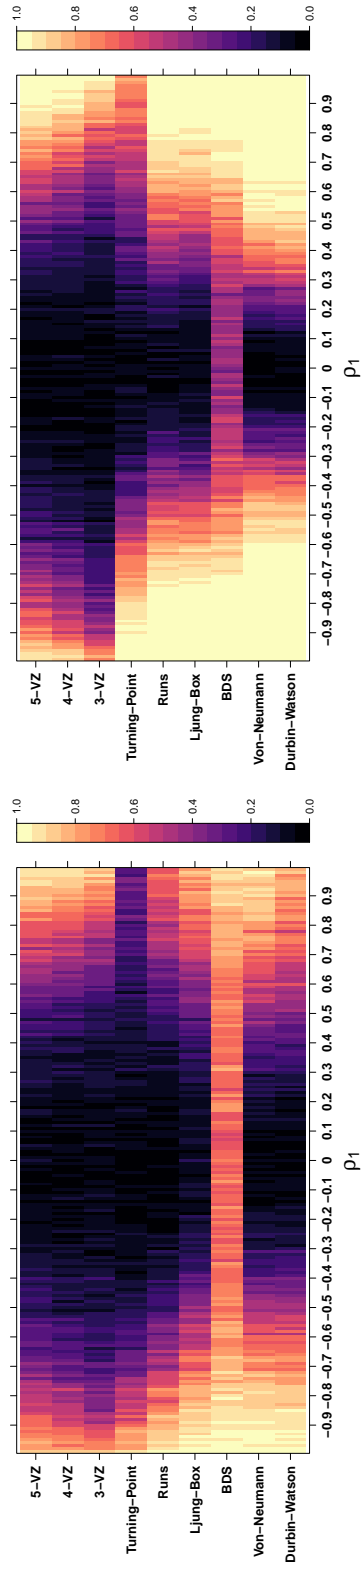 5−VZ
4−VZ
3−VZ
Turning−Point
Runs
Ljung−Box
BDS
Von−Neumann
Durbin−Watson
−0.9 −0.8 −0.7 −0.6 −0.5 −0.4 −0.3 −0.2 −0.1 0 0.1 0.2 0.3 0.4 0.5 0.6 0.7 0.8 0.9
ρ1
1.0
0.8
0.6
0.4
0.2
0.0
5−VZ
4−VZ
3−VZ
Turning−Point
Runs
Ljung−Box
BDS
Von−Neumann
Durbin−Watson
−0.9 −0.8 −0.7 −0.6 −0.5 −0.4 −0.3 −0.2 −0.1 0 0.1 0.2 0.3 0.4 0.5 0.6 0.7 0.8 0.9
ρ1
1.0
0.8
0.6
0.4
0.2
0.0